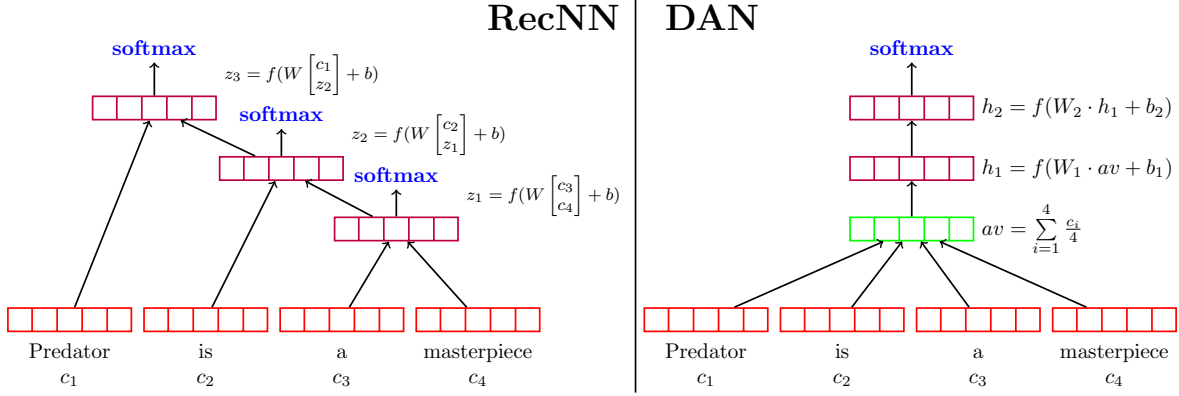 RecNN
softmax
z₃ = f(W [c₁ z₂] + b)
softmax
z₂ = f(W [c₂ z₁] + b)
softmax
z₁ = f(W [c₃ c₄] + b)
Predator is a masterpiece
c₁ c₂ c₃ c₄
DAN
softmax
h₂ = f(W₂ · h₁ + b₂)
h₁ = f(W₁ · av + b₁)
av = ∑_{i=1}^{4} c_i/4
Predator is a masterpiece
c₁ c₂ c₃ c₄